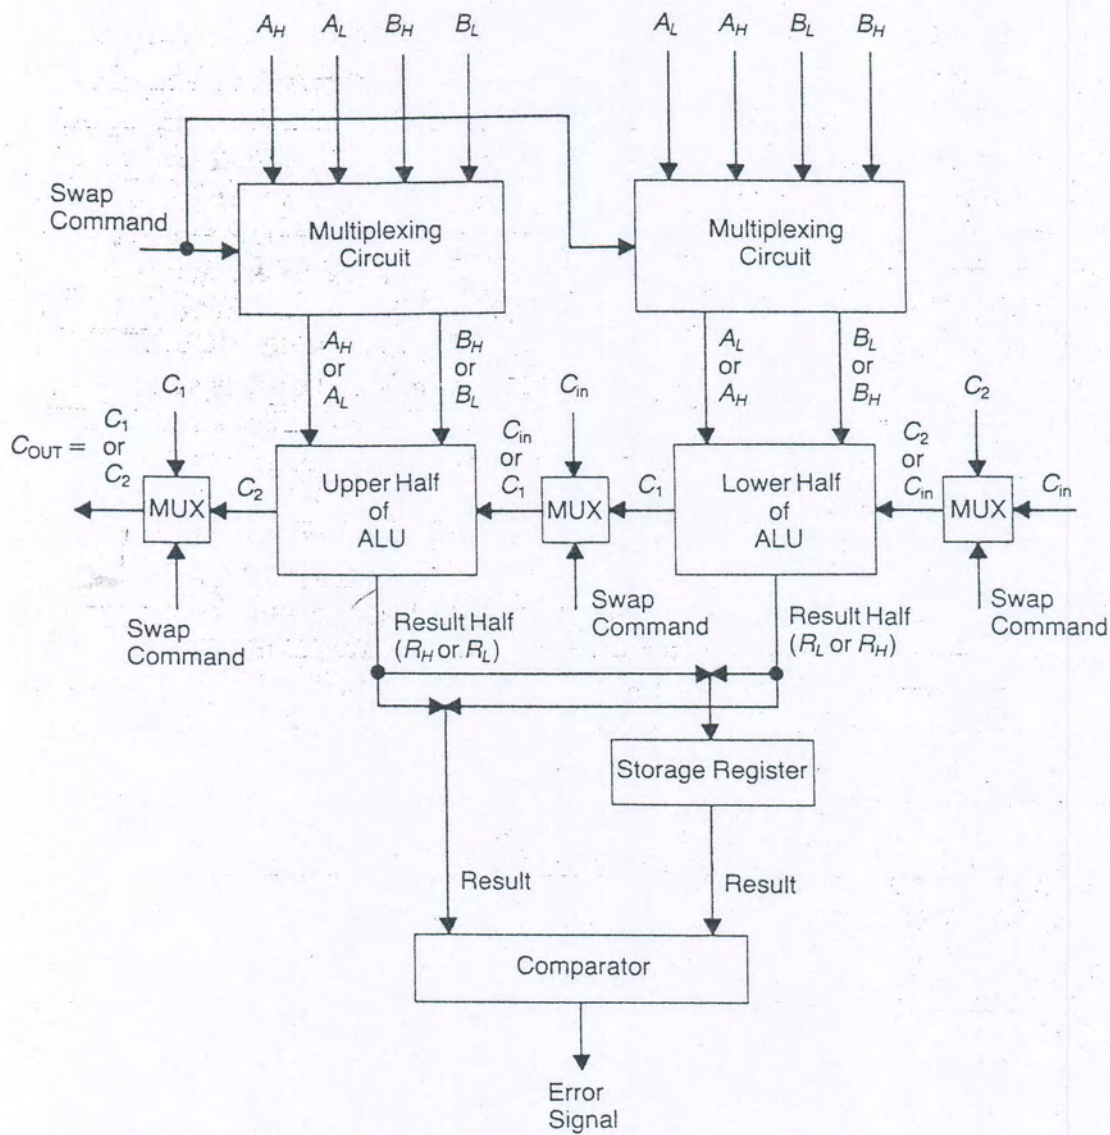 A_H A_L B_H B_L
A_L A_H B_L B_H
Swap
Command
Multiplexing
Circuit
Multiplexing
Circuit
A_H
or
A_L
B_H
or
B_L
A_L
or
A_H
B_L
or
B_H
C_OUT =
C_1
or
C_2
C_1
MUX
C_2
Upper Half
of
ALU
C_in
or
C_1
C_in
MUX
C_1
Lower Half
of
ALU
C_2
or
C_in
C_2
MUX
C_in
Swap
Command
Result Half
(R_H or R_L)
Swap
Command
Result Half
(R_L or R_H)
Swap
Command
Storage Register
Result
Result
Comparator
Error
Signal